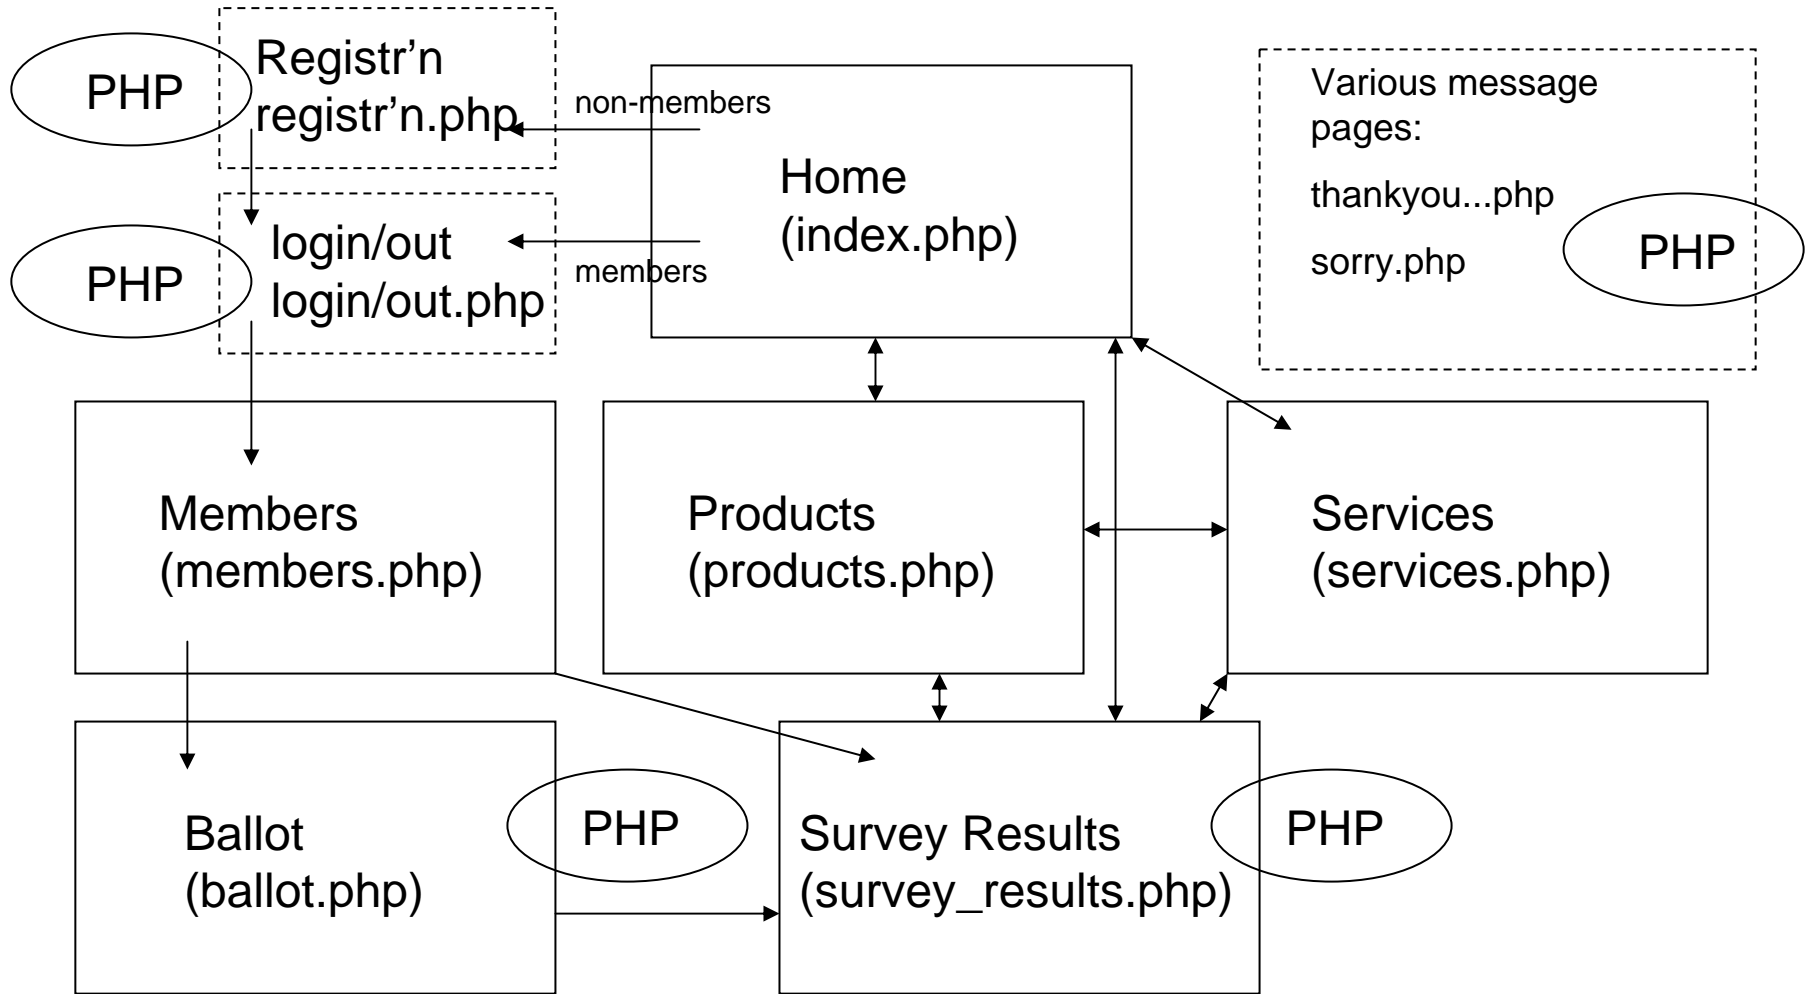 PHP
Registr’n
registr’n.php
non-members
Home
(index.php)
Various message
pages:
thankyou...php
sorry.php
PHP
PHP
login/out
login/out.php
members
Members
(members.php)
Products
(products.php)
Services
(services.php)
Ballot
(ballot.php)
PHP
Survey Results
(survey_results.php)
PHP